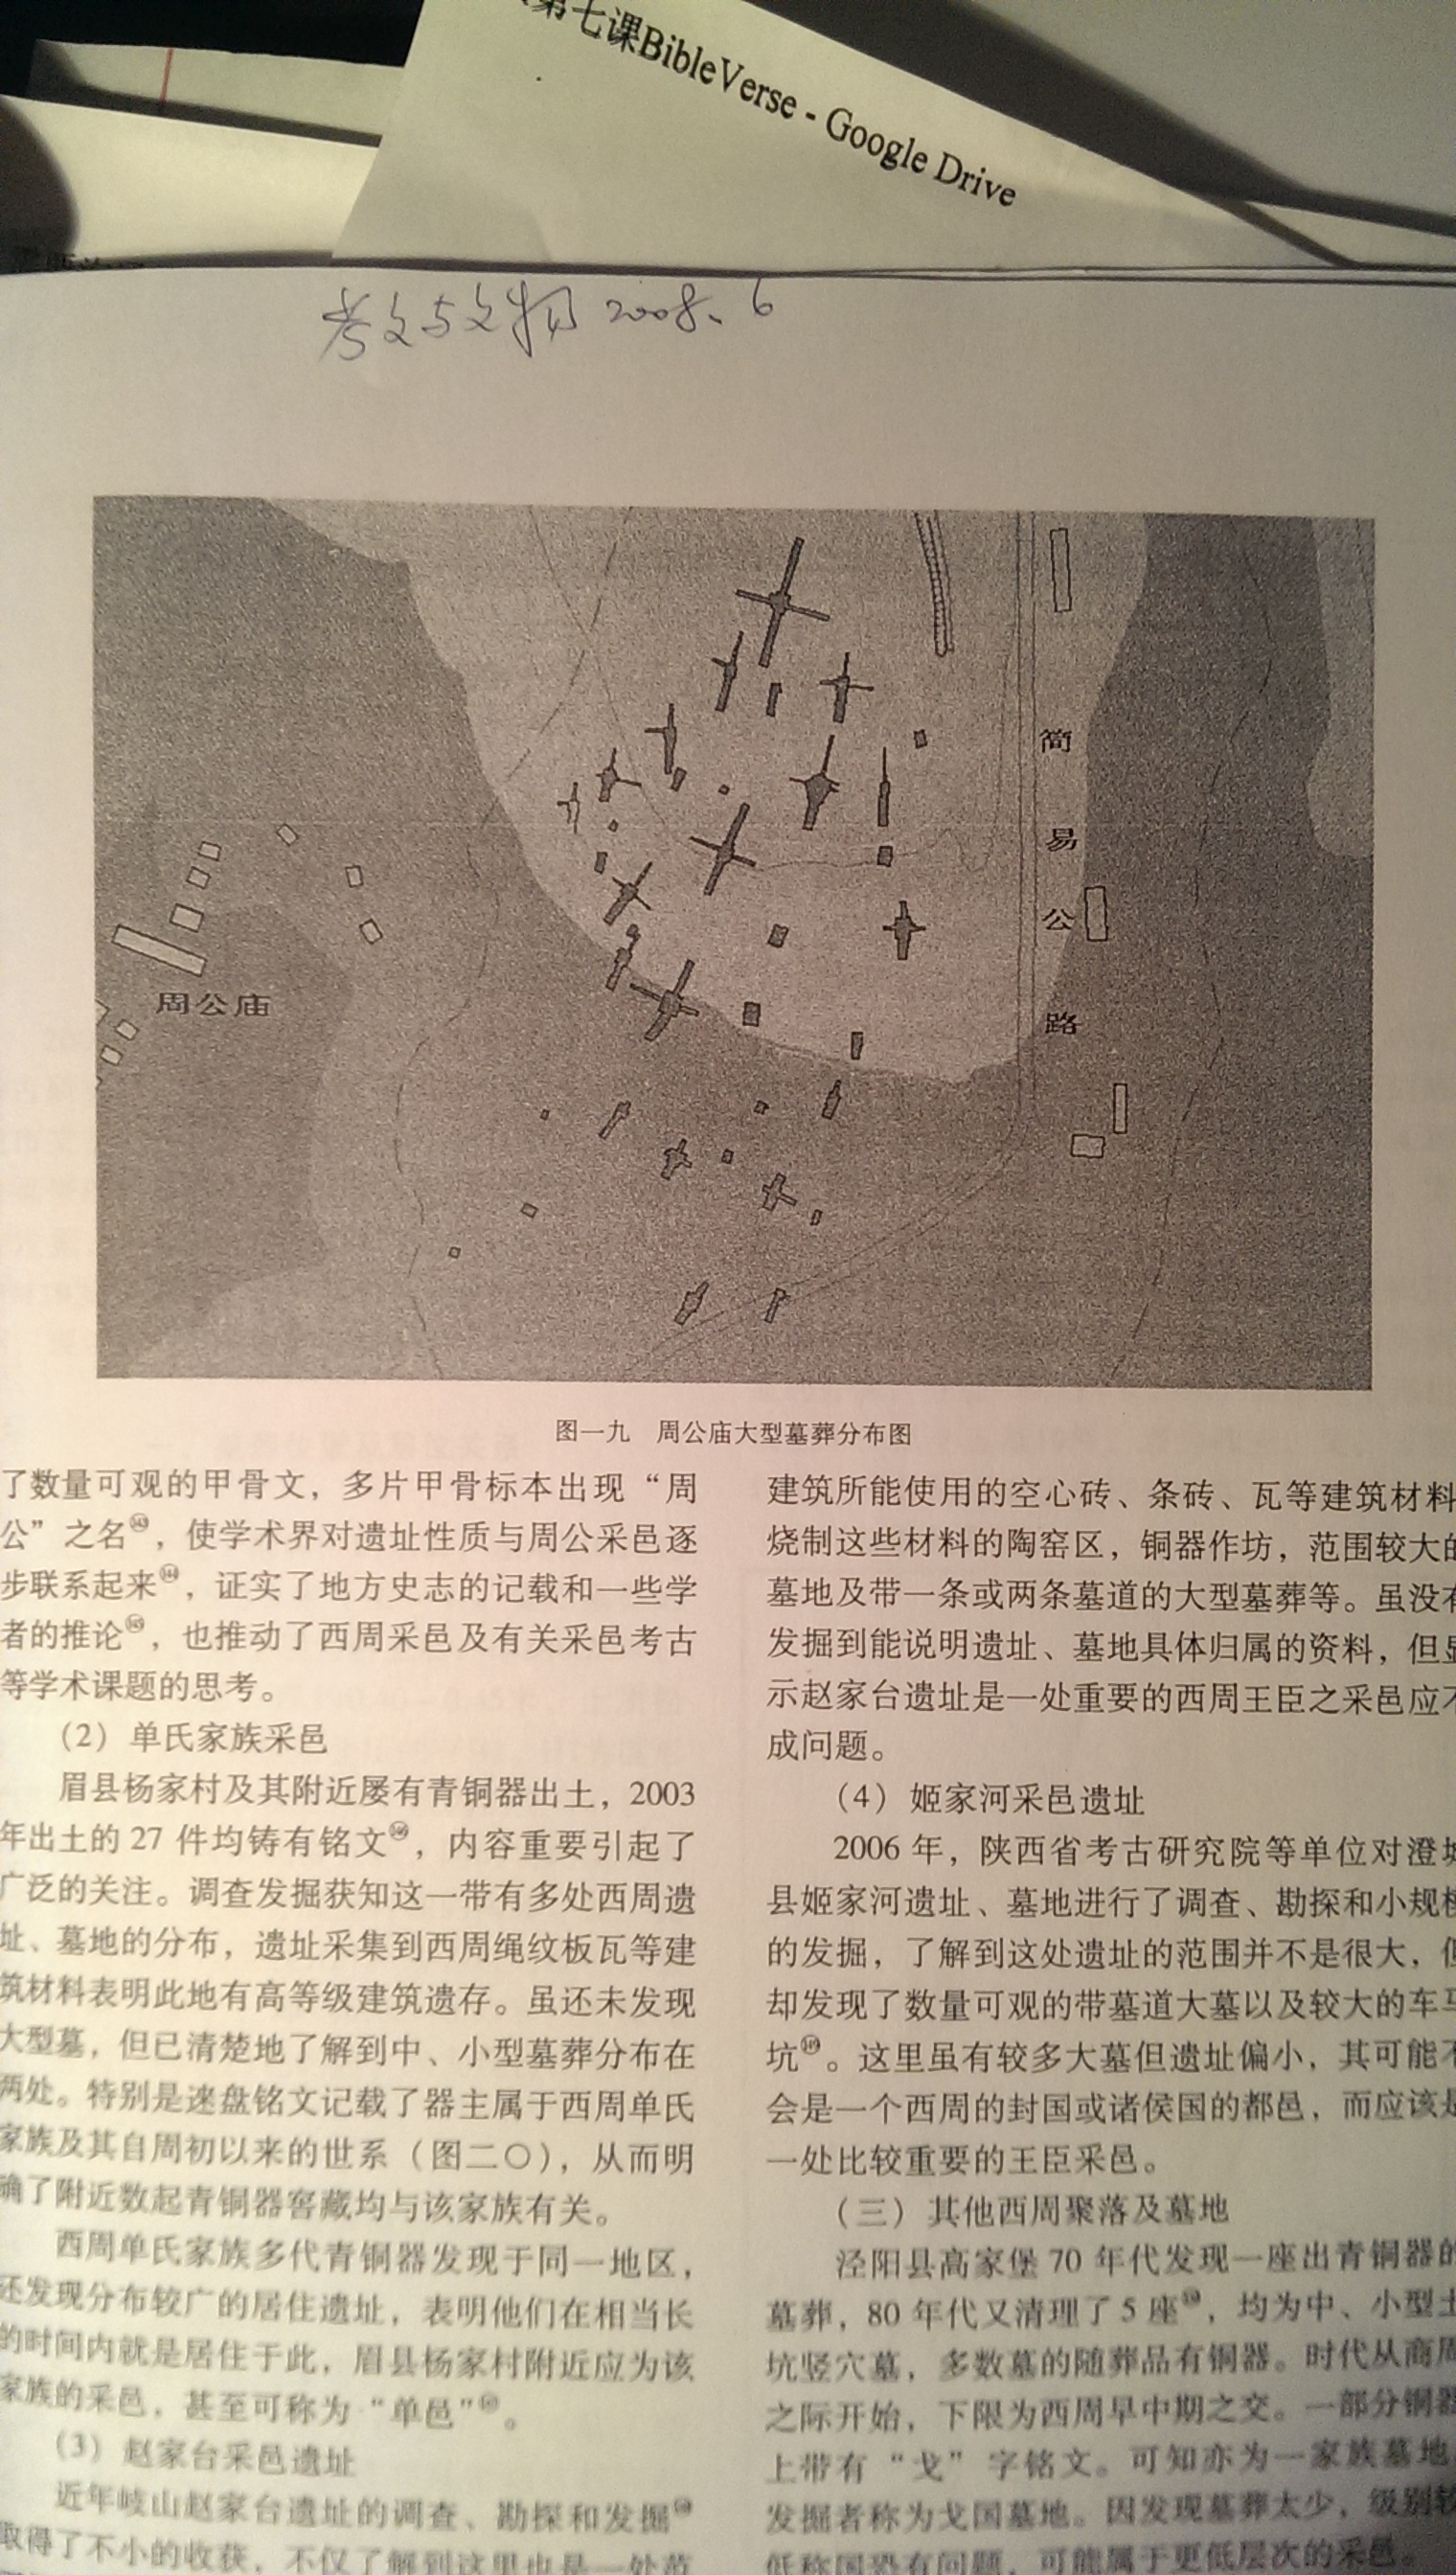 第七课BibleVerse - Google Drive
考文与文物 2008、6
简
易
公
路
周公庙
图一九 周公庙大型墓葬分布图
了数量可观的甲骨文，多片甲骨标本出现“周
公”之名，使学术界对遗址性质与周公采邑逐
步联系起来，证实了地方史志的记载和一些学
者的推论，也推动了西周采邑及有关采邑考古
等学术课题的思考。
（2）单氏家族采邑
眉县杨家村及其附近屡有青铜器出土，2003
年出土的 27 件均铸有铭文，内容重要引起了
广泛的关注。调查发掘获知这一带有多处西周遗
址、墓地的分布，遗址采集到西周绳纹板瓦等建
筑材料表明此地有高等级建筑遗存。虽还未发现
大型墓，但已清楚地了解到中、小型墓葬分布在
两处。特别是逨盘铭文记载了器主属于西周单氏
家族及其自周初以来的世系（图二〇），从而明
确了附近数起青铜器窖藏均与该家族有关。
西周单氏家族多代青铜器发现于同一地区，
还发现分布较广的居住遗址，表明他们在相当长
的时间内就是居住于此，眉县杨家村附近应为该
家族的采邑，甚至可称为“单邑”。
（3）赵家台采邑遗址
近年岐山赵家台遗址的调查、勘探和发掘
取得了不小的收获，不仅了解到这里也是一处范
建筑所能使用的空心砖、条砖、瓦等建筑材料
烧制这些材料的陶窑区，铜器作坊，范围较大的
墓地及带一条或两条墓道的大型墓葬等。虽没有
发掘到能说明遗址、墓地具体归属的资料，但显
示赵家台遗址是一处重要的西周王臣之采邑应不
成问题。
（4）姬家河采邑遗址
2006 年，陕西省考古研究院等单位对澄城
县姬家河遗址、墓地进行了调查、勘探和小规模
的发掘，了解到这处遗址的范围并不是很大，但
却发现了数量可观的带墓道大墓以及较大的车马
坑。这里虽有较多大墓但遗址偏小，其可能不
会是一个西周的封国或诸侯国的都邑，而应该是
一处比较重要的王臣采邑。
（三）其他西周聚落及墓地
泾阳县高家堡 70 年代发现一座出青铜器的
墓葬，80 年代又清理了 5 座，均为中、小型土
坑竖穴墓，多数墓的随葬品有铜器。时代从商周
之际开始，下限为西周早中期之交。一部分铜器
上带有“戈”字铭文。可知亦为一家族墓地，
发掘者称为戈国墓地。因发现墓葬太少，级别较
低称国恐有问题，可能属于更低层次的采邑。